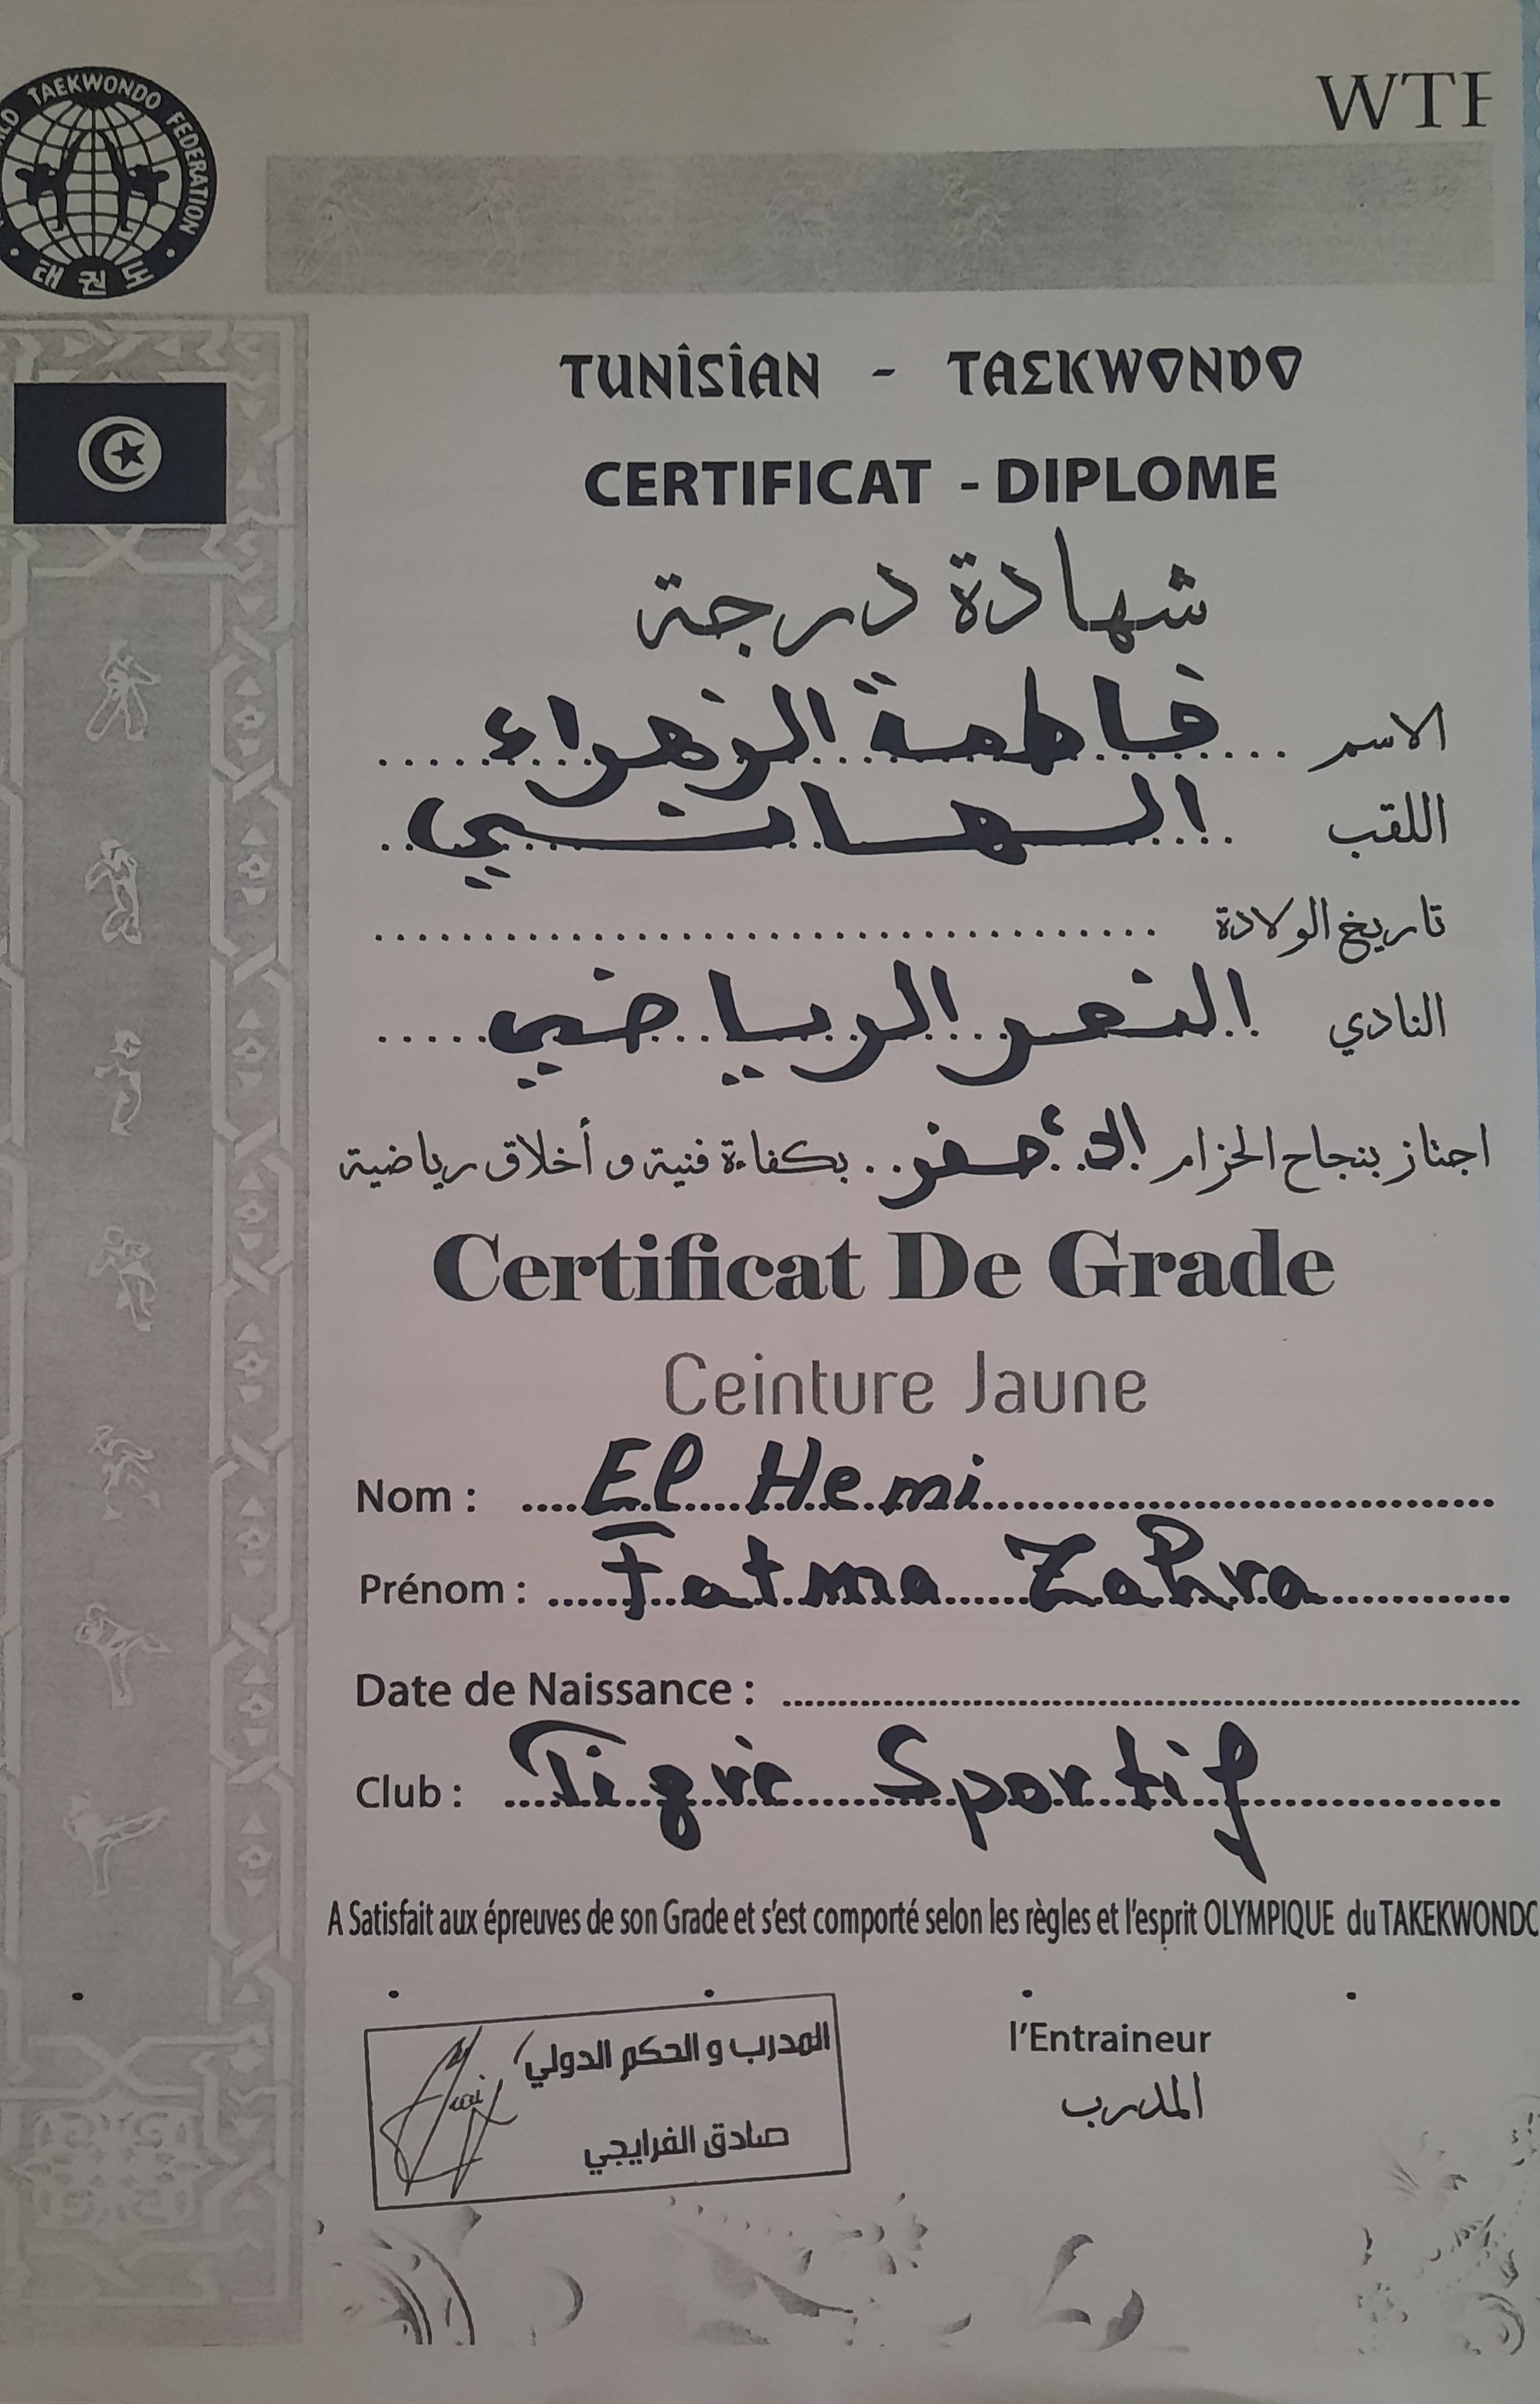 TAEKWONDO FEDERATION
태권도
WTF
TUNiSiAN - TAEKWONDO
CERTIFICAT - DIPLOME
شهادة درجة
الاسم فاطمة الزهراء
اللقب
تاريخ الولادة
النادي النمر الرياضي
اجتاز بنجاح الحزام الأصفر بكفاءة فنية و أخلاق رياضية
Certificat De Grade
Ceinture Jaune
Nom : El Hemi
Prénom : Fatma Zahra
Date de Naissance :
Club : Tigre Sportif
A Satisfait aux épreuves de son Grade et s'est comporté selon les règles et l'esprit OLYMPIQUE du TAKEKWONDO
l'Entraineur
المدرب
المدرب و الحكم الدولي
صادق الفرايجي